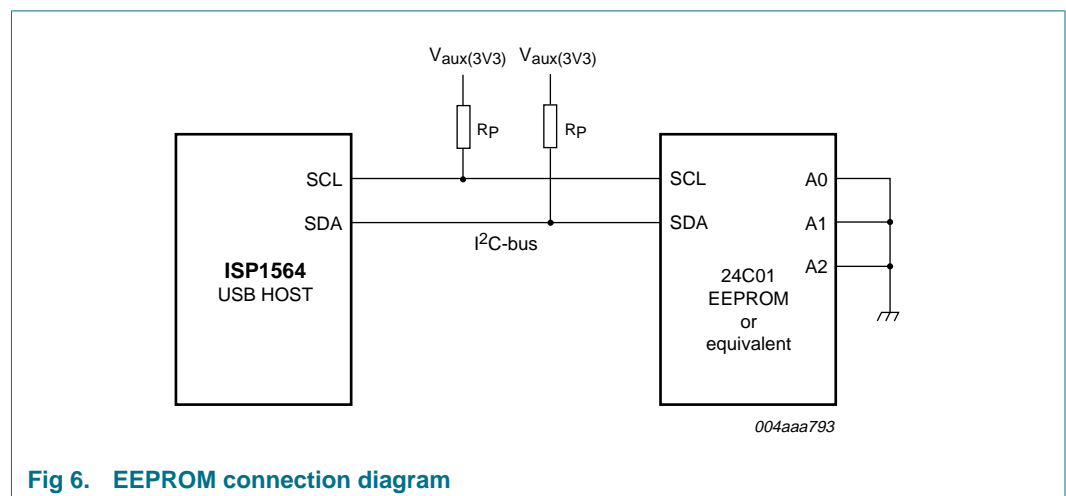 Vaux(3V3) Vaux(3V3)
RP RP
SCL SCL A0
SDA SDA A1
I2C-bus
A2
ISP1564
USB HOST
24C01
EEPROM
or
equivalent
004aaa793
Fig 6. EEPROM connection diagram